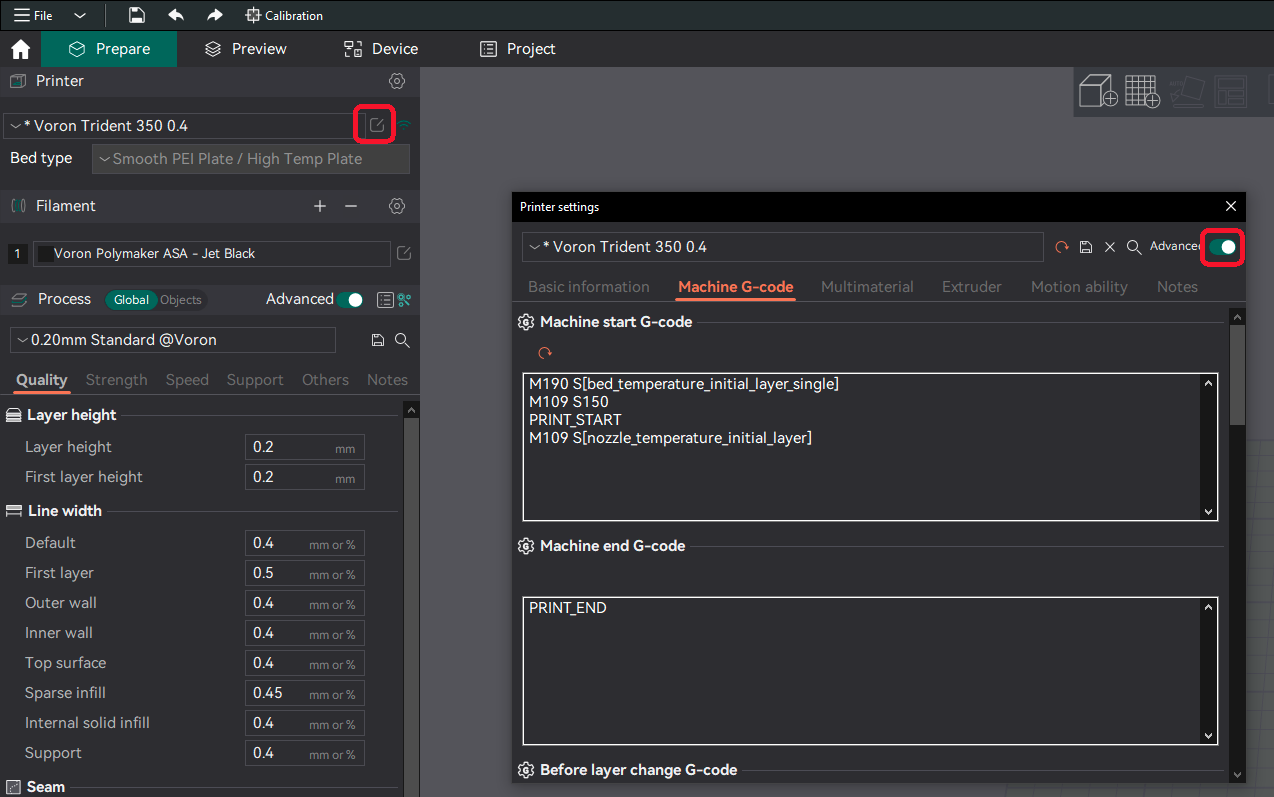 File
Calibration
Prepare
Preview
Device
Project
Printer
* Voron Trident 350 0.4
Bed type
Smooth PEI Plate / High Temp Plate
Filament
1
Voron Polymaker ASA - Jet Black
Process
Global
Objects
Advanced
0.20mm Standard @Voron
Quality
Strength
Speed
Support
Others
Notes
Layer height
Layer height 0.2 mm
First layer height 0.2 mm
Line width
Default 0.4 mm or %
First layer 0.5 mm or %
Outer wall 0.4 mm or %
Inner wall 0.4 mm or %
Top surface 0.4 mm or %
Sparse infill 0.45 mm or %
Internal solid infill 0.4 mm or %
Support 0.4 mm or %
Seam
Printer settings
* Voron Trident 350 0.4
Advanced
Basic information
Machine G-code
Multimaterial
Extruder
Motion ability
Notes
Machine start G-code
M190 S[bed_temperature_initial_layer_single]
M109 S150
PRINT_START
M109 S[nozzle_temperature_initial_layer]
Machine end G-code
PRINT_END
Before layer change G-code